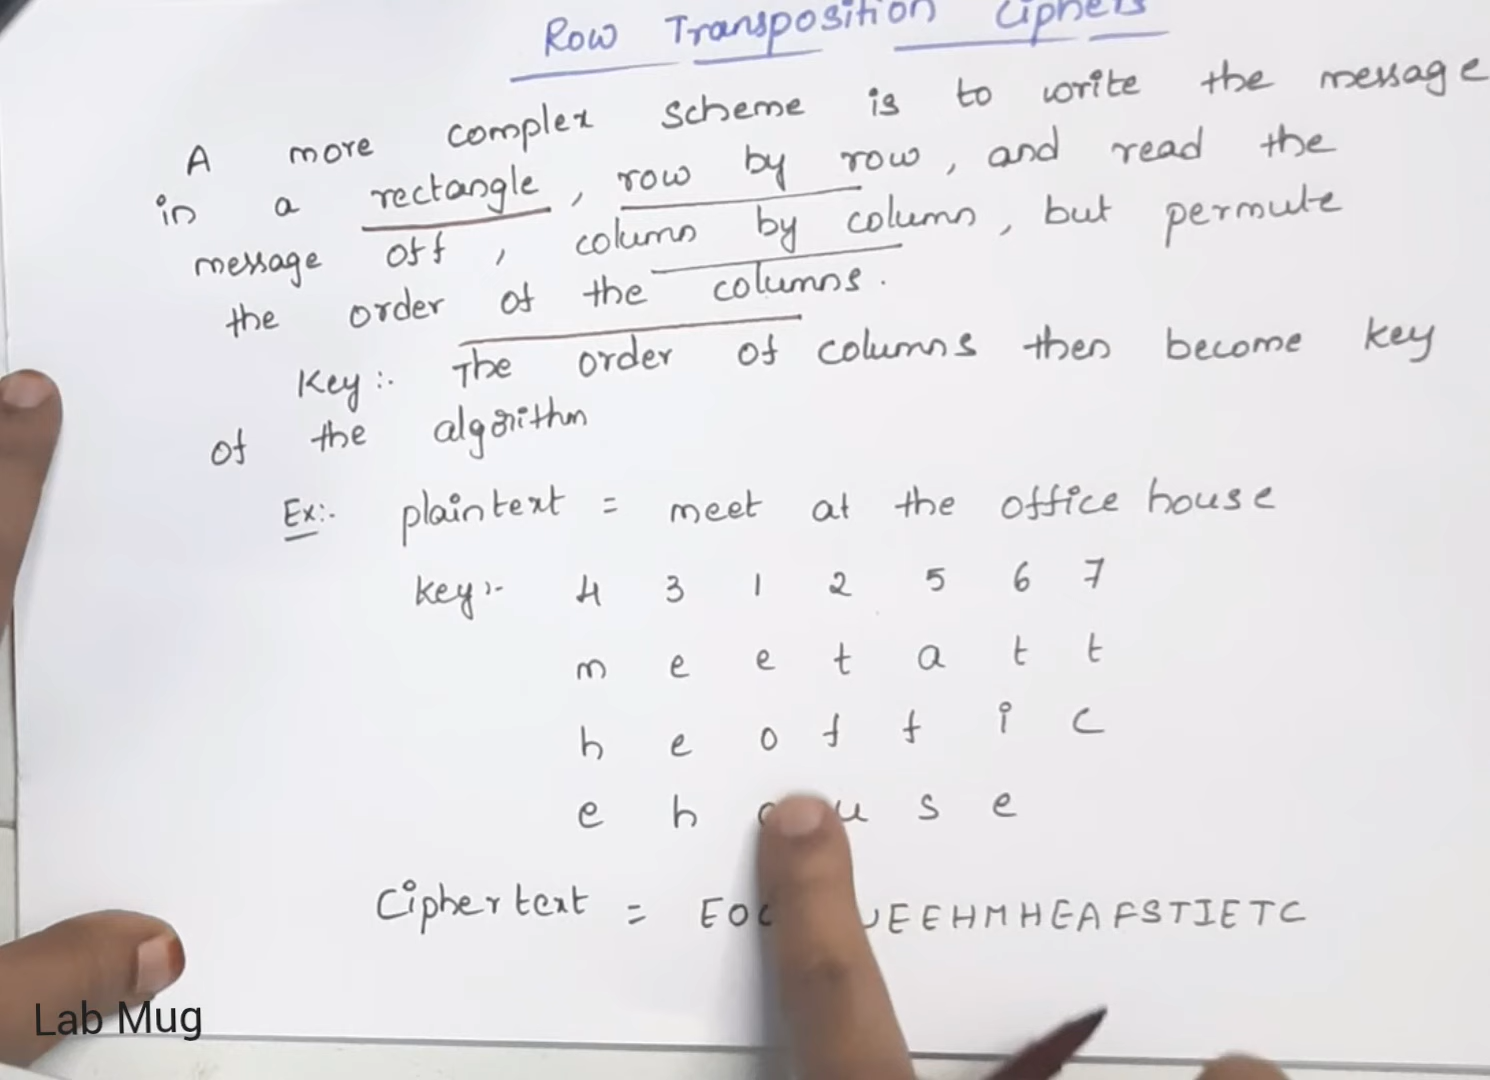 Row Transposition Ciphers
A more complex scheme is to write the message
in a rectangle, row by row, and read the
message off, column by column, but permute
the order of the columns.
Key:- The order of columns then become key
of the algorithm
Ex:- plaintext = meet at the office house
key:- 4 3 1 2 5 6 7
m e e t a t t
h e o f f i c
e h u s e
Ciphertext =
Lab Mug